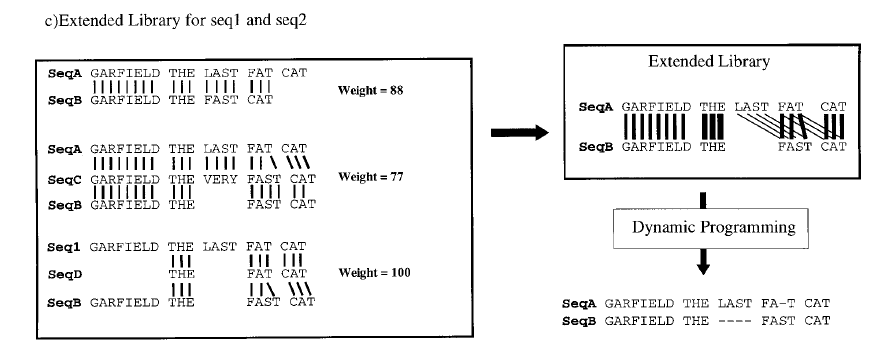 c)Extended Library for seq1 and seq2
SeqA GARFIELD THE LAST FAT CAT
SeqB GARFIELD THE FAST CAT
Weight = 88
SeqA GARFIELD THE LAST FAT CAT
SeqC GARFIELD THE VERY FAST CAT
SeqB GARFIELD THE FAST CAT
Weight = 77
Seq1 GARFIELD THE LAST FAT CAT
SeqD THE FAT CAT
SeqB GARFIELD THE FAST CAT
Weight = 100
Extended Library
SeqA GARFIELD THE LAST FAT CAT
SeqB GARFIELD THE FAST CAT
Dynamic Programming
SeqA GARFIELD THE LAST FA-T CAT
SeqB GARFIELD THE ---- FAST CAT